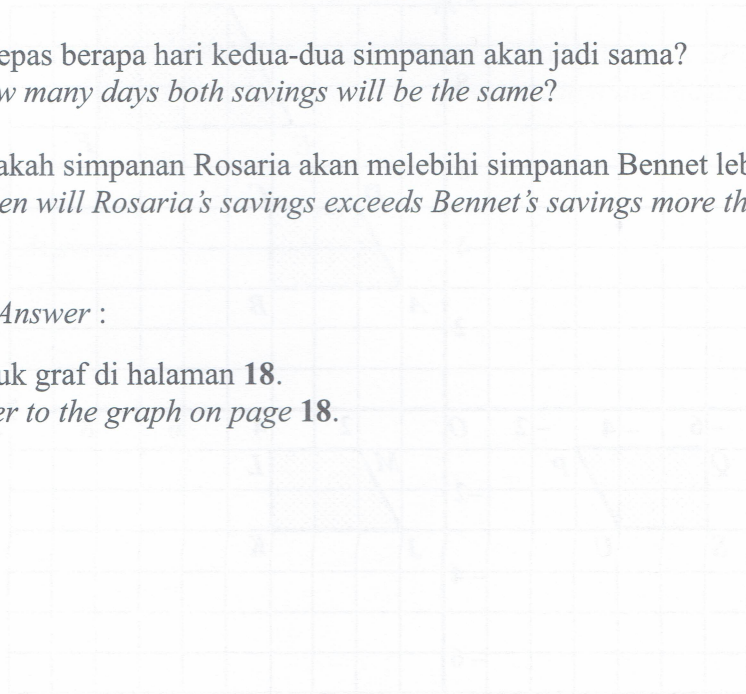 epas berapa hari kedua-dua simpanan akan jadi sama?
w many days both savings will be the same?
akah simpanan Rosaria akan melebihi simpanan Bennet leb
en will Rosaria's savings exceeds Bennet's savings more th
Answer :
uk graf di halaman 18.
er to the graph on page 18.